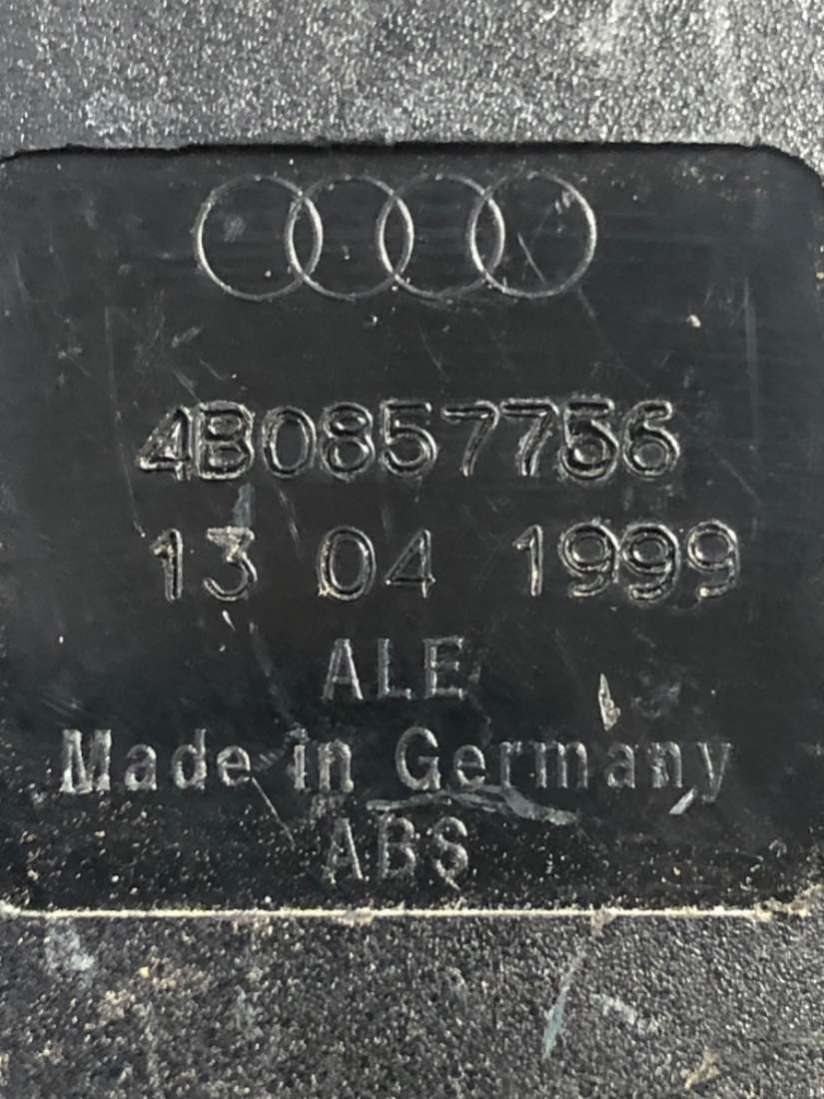 4B0857756
13 04 1999
ALE
Made in Germany
ABS